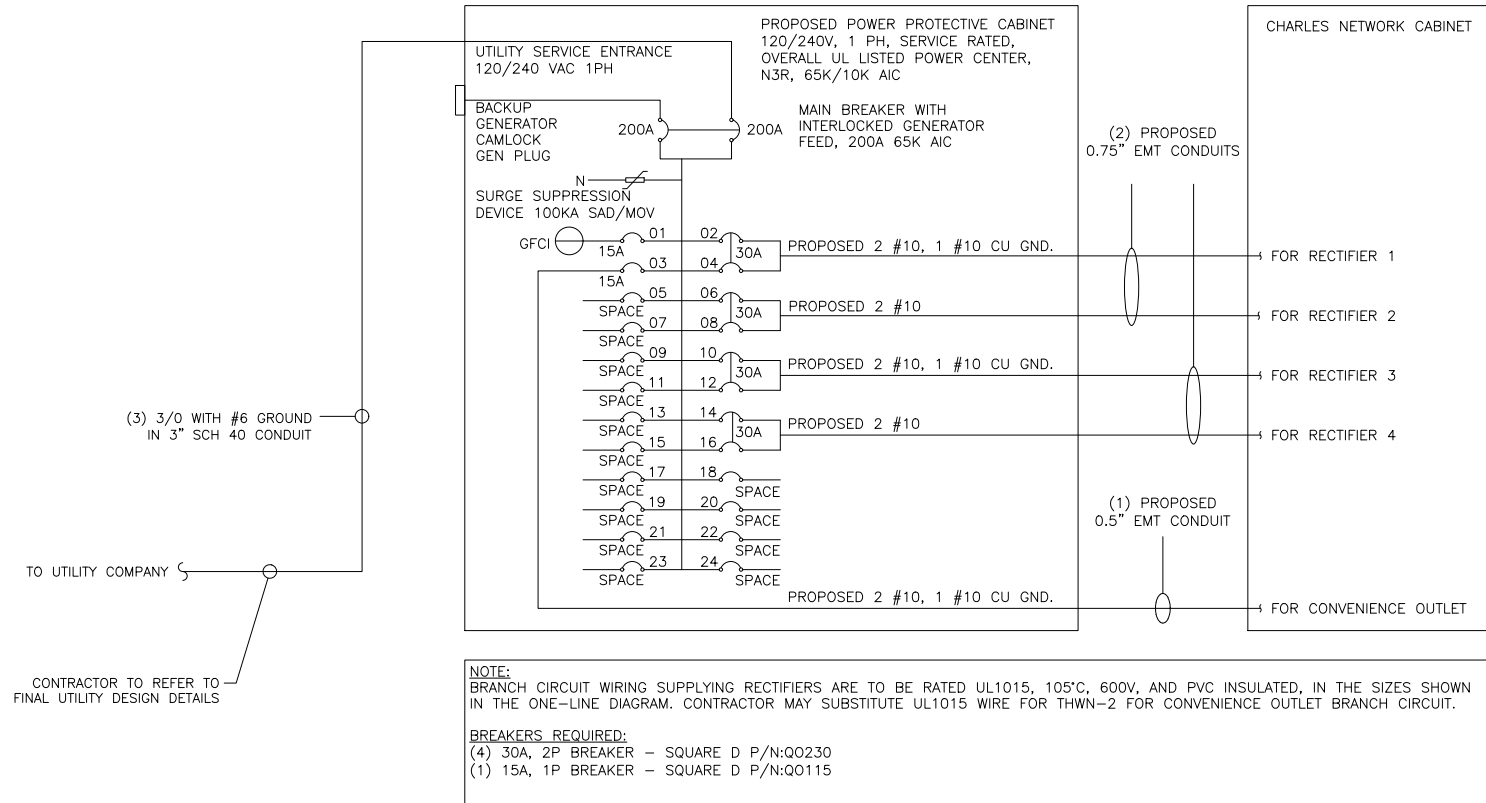 UTILITY SERVICE ENTRANCE
120/240 VAC 1PH
PROPOSED POWER PROTECTIVE CABINET
120/240V, 1 PH, SERVICE RATED,
OVERALL UL LISTED POWER CENTER,
N3R, 65K/10K AIC
CHARLES NETWORK CABINET
BACKUP
GENERATOR
CAMLOCK
GEN PLUG
200A
200A
MAIN BREAKER WITH
INTERLOCKED GENERATOR
FEED, 200A 65K AIC
(2) PROPOSED
0.75" EMT CONDUITS
N
SURGE SUPPRESSION
DEVICE 100KA SAD/MOV
GFCI
15A
01
02
30A
PROPOSED 2 #10, 1 #10 CU GND.
FOR RECTIFIER 1
15A
03
04
SPACE
05
06
30A
PROPOSED 2 #10
FOR RECTIFIER 2
SPACE
07
08
SPACE
09
10
30A
PROPOSED 2 #10, 1 #10 CU GND.
FOR RECTIFIER 3
SPACE
11
12
SPACE
13
14
30A
PROPOSED 2 #10
FOR RECTIFIER 4
SPACE
15
16
SPACE
17
18
SPACE
SPACE
19
20
SPACE
SPACE
21
22
SPACE
SPACE
23
24
SPACE
(1) PROPOSED
0.5" EMT CONDUIT
PROPOSED 2 #10, 1 #10 CU GND.
FOR CONVENIENCE OUTLET
(3) 3/0 WITH #6 GROUND
IN 3" SCH 40 CONDUIT
TO UTILITY COMPANY
CONTRACTOR TO REFER TO
FINAL UTILITY DESIGN DETAILS
NOTE:
BRANCH CIRCUIT WIRING SUPPLYING RECTIFIERS ARE TO BE RATED UL1015, 105°C, 600V, AND PVC INSULATED, IN THE SIZES SHOWN
IN THE ONE-LINE DIAGRAM. CONTRACTOR MAY SUBSTITUTE UL1015 WIRE FOR THWN-2 FOR CONVENIENCE OUTLET BRANCH CIRCUIT.
BREAKERS REQUIRED:
(4) 30A, 2P BREAKER - SQUARE D P/N:QO230
(1) 15A, 1P BREAKER - SQUARE D P/N:QO115